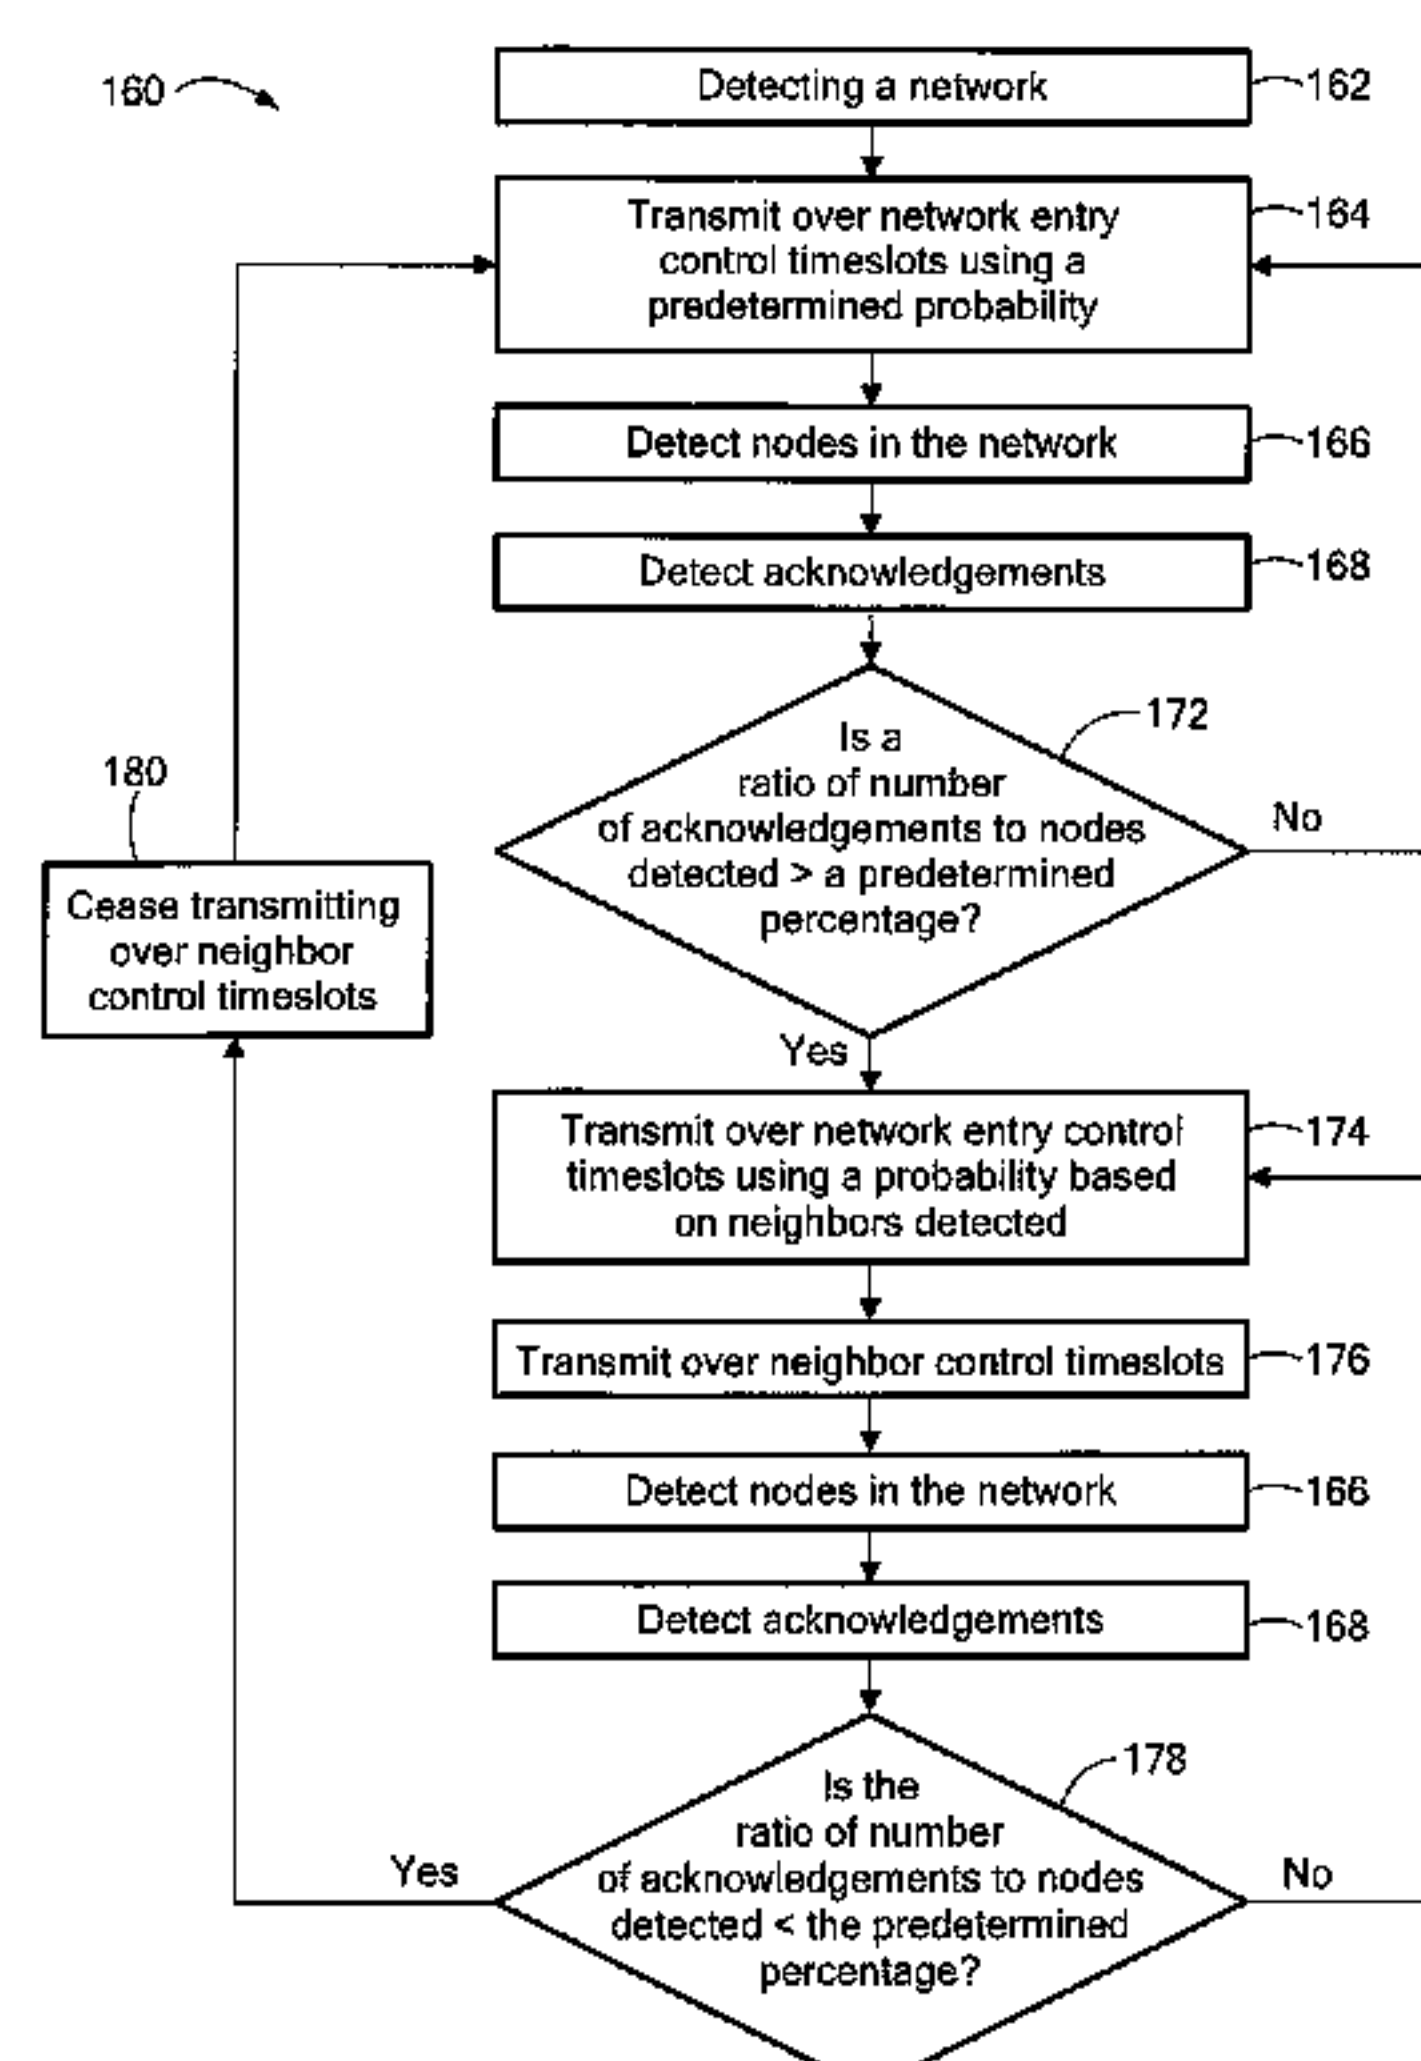 160
Detecting a network
162
Transmit over network entry
control timeslots using a
predetermined probability
164
Detect nodes in the network
166
Detect acknowledgements
168
Is a
ratio of number
of acknowledgements to nodes
detected > a predetermined
percentage?
172
No
180
Cease transmitting
over neighbor
control timeslots
Yes
Transmit over network entry control
timeslots using a probability based
on neighbors detected
174
Transmit over neighbor control timeslots
176
Detect nodes in the network
166
Detect acknowledgements
168
Is the
ratio of number
of acknowledgements to nodes
detected < the predetermined
percentage?
178
Yes
No